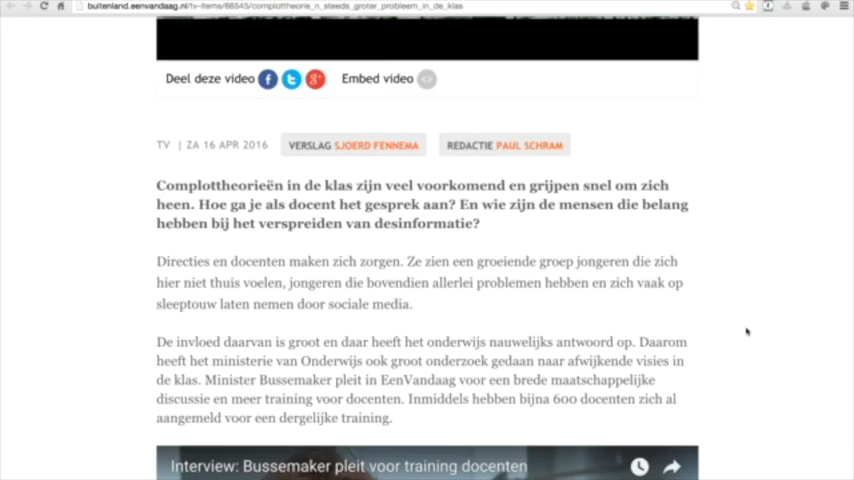 buitenland.eenvandaag.nl/tv-items/66545/complottheorie_n_steeds_groter_probleem_in_de_klas
Deel deze video
Embed video
TV | ZA 16 APR 2016 VERSLAG SJOERD FENNEMA REDACTIE PAUL SCHRAM
Complottheorieën in de klas zijn veel voorkomend en grijpen snel om zich
heen. Hoe ga je als docent het gesprek aan? En wie zijn de mensen die belang
hebben bij het verspreiden van desinformatie?
Directies en docenten maken zich zorgen. Ze zien een groeiende groep jongeren die zich
hier niet thuis voelen, jongeren die bovendien allerlei problemen hebben en zich vaak op
sleeptouw laten nemen door sociale media.
De invloed daarvan is groot en daar heeft het onderwijs nauwelijks antwoord op. Daarom
heeft het ministerie van Onderwijs ook groot onderzoek gedaan naar afwijkende visies in
de klas. Minister Bussemaker pleit in EenVandaag voor een brede maatschappelijke
discussie en meer training voor docenten. Inmiddels hebben bijna 600 docenten zich al
aangemeld voor een dergelijke training.
Interview: Bussemaker pleit voor training docenten